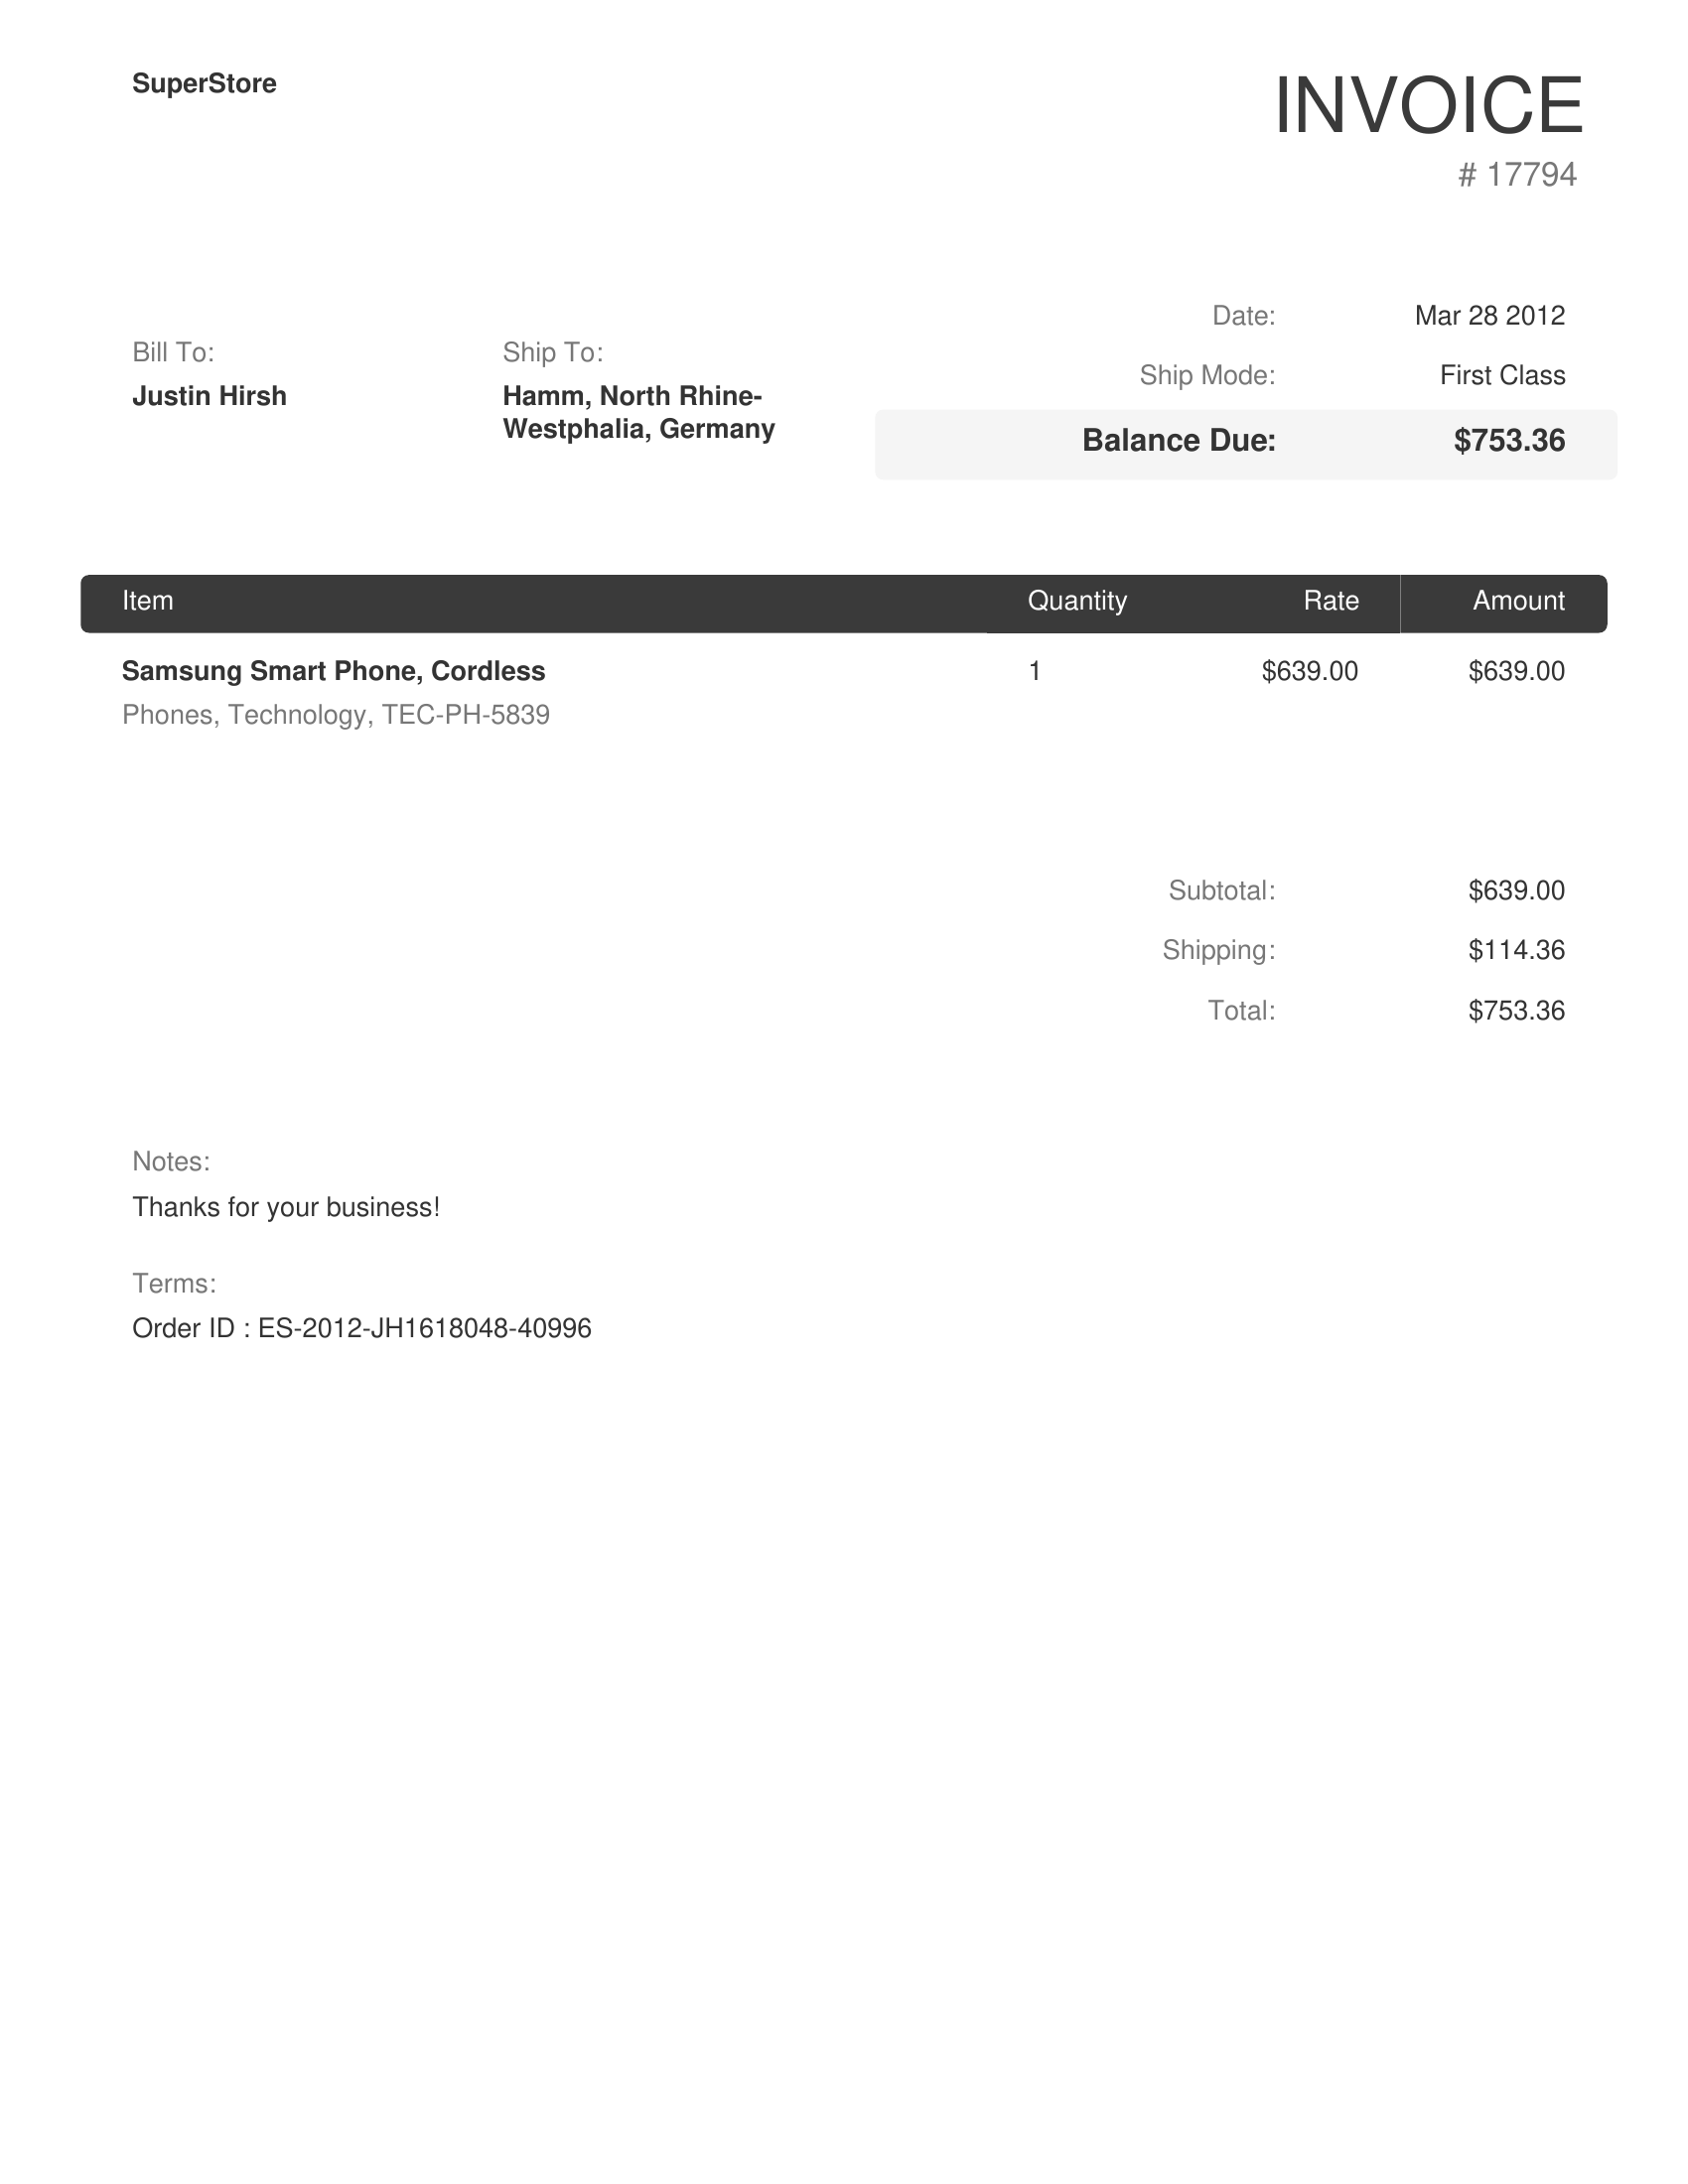 SuperStore
INVOICE
# 17794
Date: Mar 28 2012
Ship Mode: First Class
Balance Due: $753.36
Bill To:
Justin Hirsh
Ship To:
Hamm, North Rhine-
Westphalia, Germany
Item Quantity Rate Amount
Samsung Smart Phone, Cordless 1 $639.00 $639.00
Phones, Technology, TEC-PH-5839
Subtotal: $639.00
Shipping: $114.36
Total: $753.36
Notes:
Thanks for your business!
Terms:
Order ID : ES-2012-JH1618048-40996